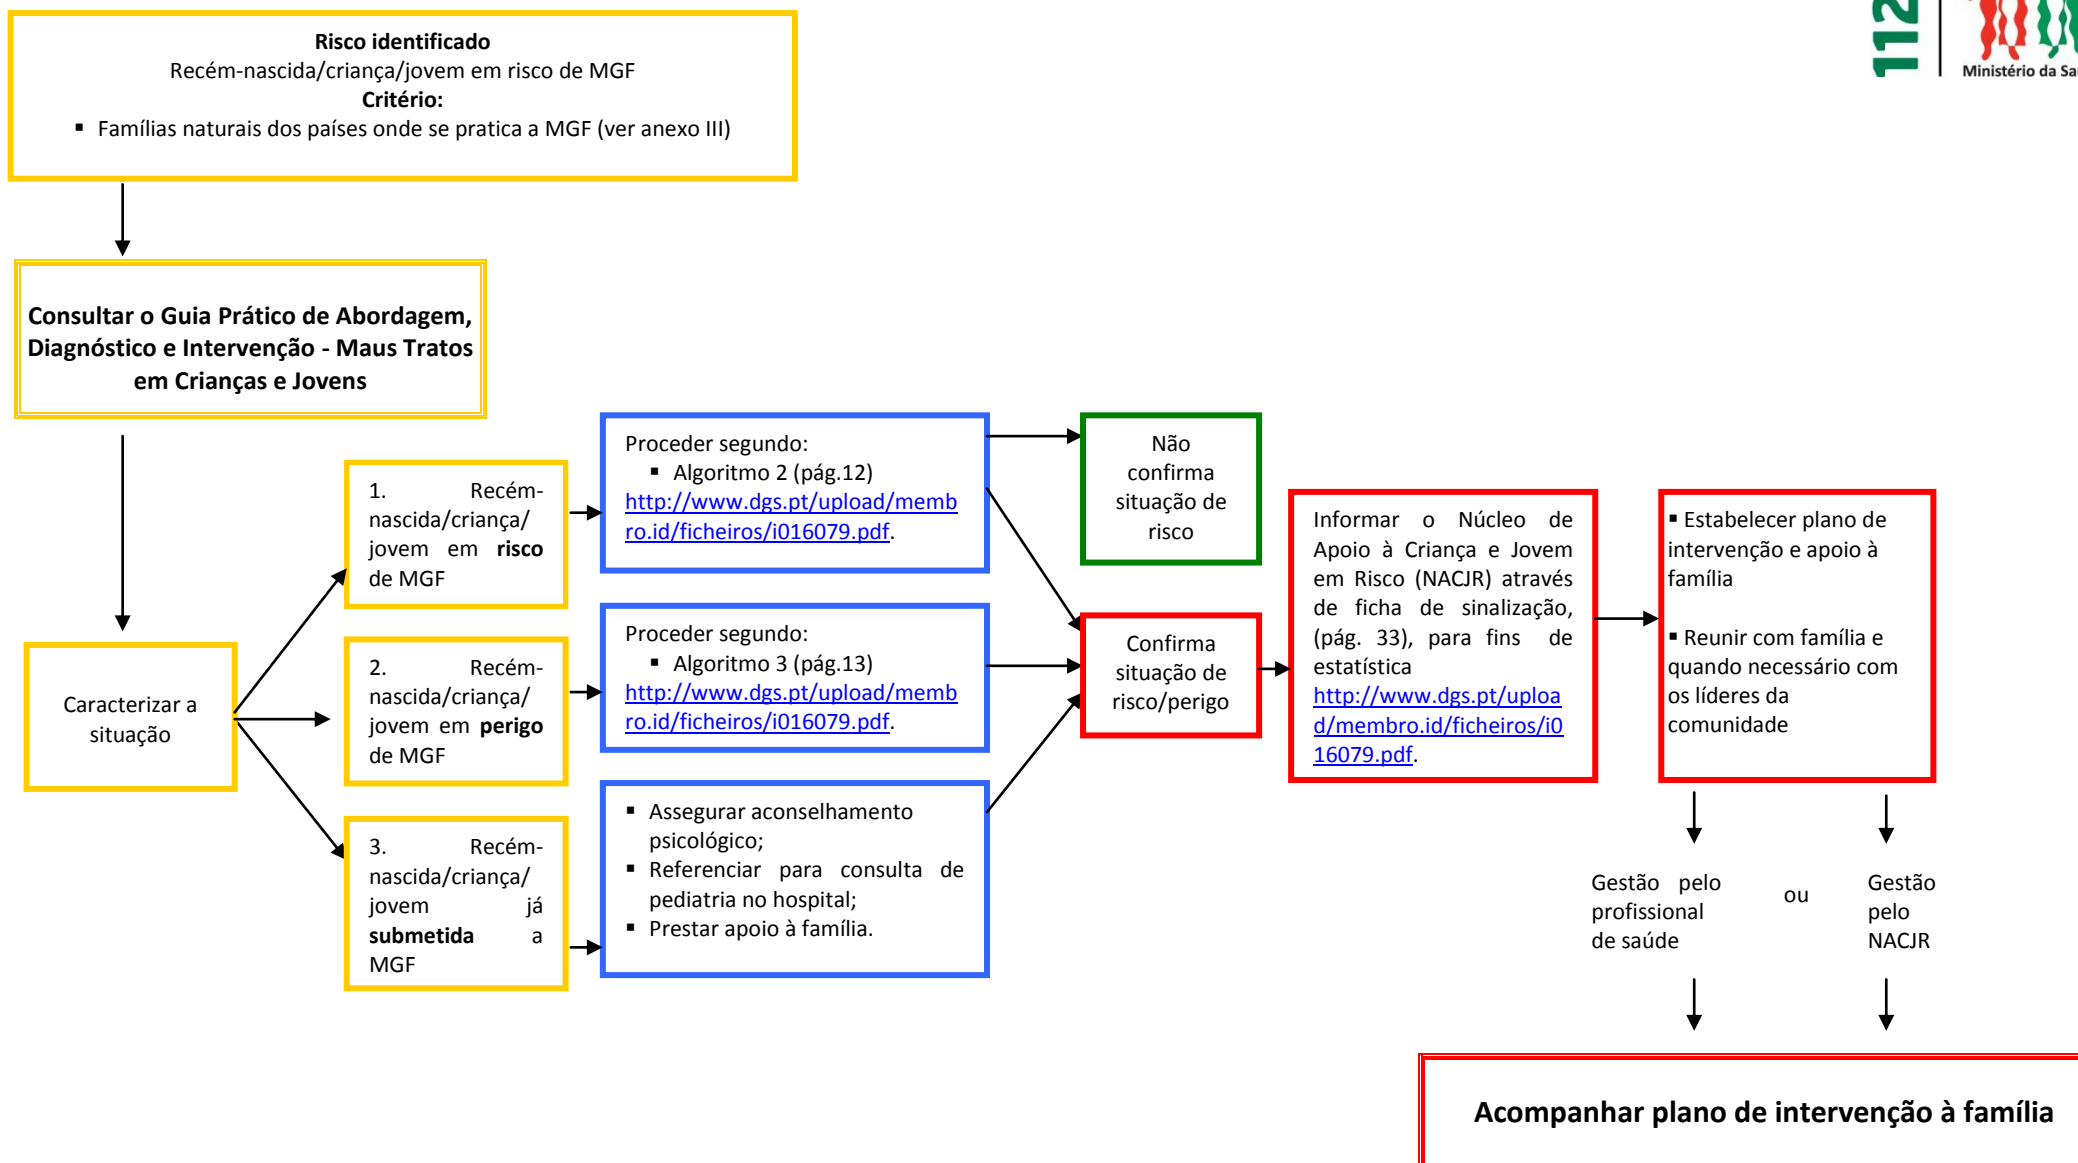 112
Ministério da Sa
Risco identificado
Recém-nascida/criança/jovem em risco de MGF
Critério:
▪ Famílias naturais dos países onde se pratica a MGF (ver anexo III)
Consultar o Guia Prático de Abordagem,
Diagnóstico e Intervenção - Maus Tratos
em Crianças e Jovens
Caracterizar a
situação
1. Recém-
nascida/criança/
jovem em risco
de MGF
2. Recém-
nascida/criança/
jovem em perigo
de MGF
3. Recém-
nascida/criança/
jovem já
submetida a
MGF
Proceder segundo:
▪ Algoritmo 2 (pág.12)
http://www.dgs.pt/upload/memb
ro.id/ficheiros/i016079.pdf.
Proceder segundo:
▪ Algoritmo 3 (pág.13)
http://www.dgs.pt/upload/memb
ro.id/ficheiros/i016079.pdf.
▪ Assegurar aconselhamento
psicológico;
▪ Referenciar para consulta de
pediatria no hospital;
▪ Prestar apoio à família.
Não
confirma
situação de
risco
Confirma
situação de
risco/perigo
Informar o Núcleo de
Apoio à Criança e Jovem
em Risco (NACJR) através
de ficha de sinalização,
(pág. 33), para fins de
estatística
http://www.dgs.pt/uploa
d/membro.id/ficheiros/i0
16079.pdf.
▪ Estabelecer plano de
intervenção e apoio à
família
▪ Reunir com família e
quando necessário com
os líderes da
comunidade
Gestão pelo
profissional
de saúde
ou
Gestão
pelo
NACJR
Acompanhar plano de intervenção à família